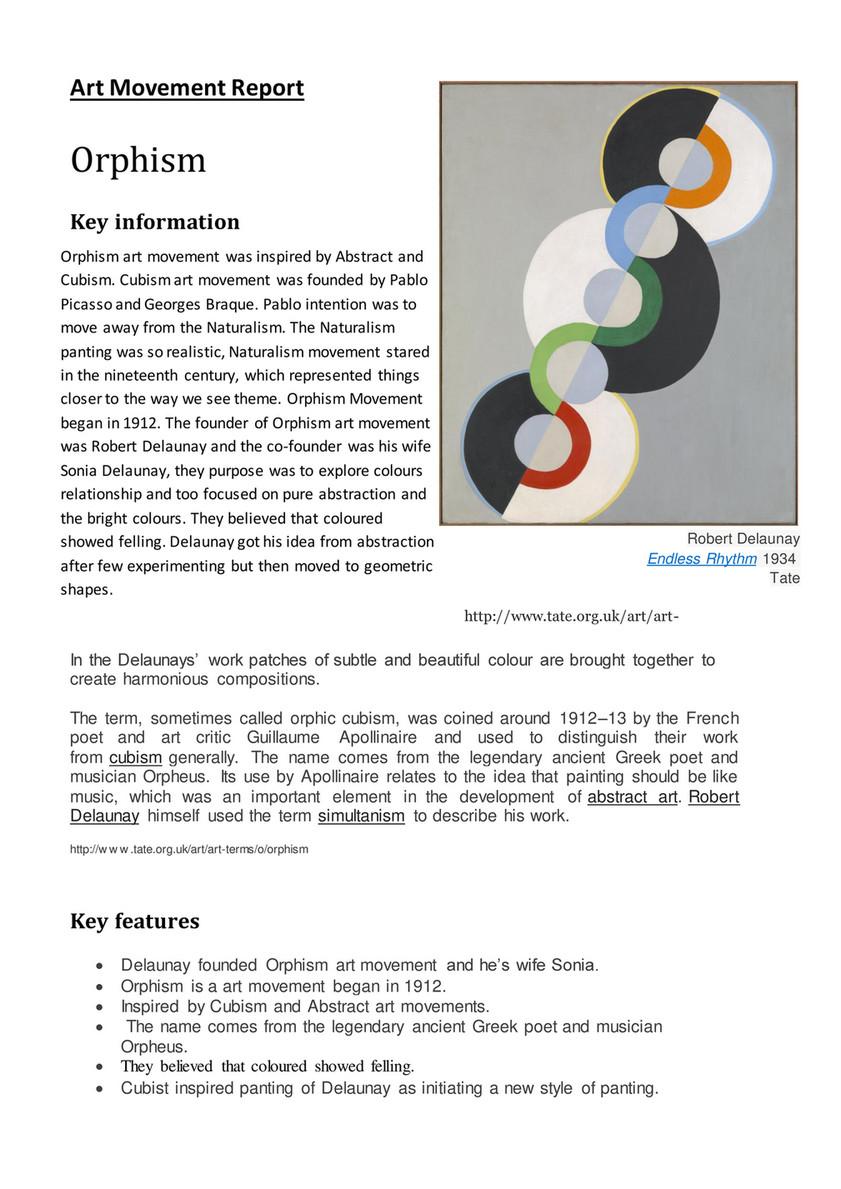 Art Movement Report
Orphism
Key information
Orphism art movement was inspired by Abstract and
Cubism. Cubism art movement was founded by Pablo
Picasso and Georges Braque. Pablo intention was to
move away from the Naturalism. The Naturalism
panting was so realistic, Naturalism movement stared
in the nineteenth century, which represented things
closer to the way we see theme. Orphism Movement
began in 1912. The founder of Orphism art movement
was Robert Delaunay and the co-founder was his wife
Sonia Delaunay, they purpose was to explore colours
relationship and too focused on pure abstraction and
the bright colours. They believed that coloured
showed felling. Delaunay got his idea from abstraction
after few experimenting but then moved to geometric
shapes.
Robert Delaunay
Endless Rhythm 1934
Tate
http://www.tate.org.uk/art/art-
In the Delaunays’ work patches of subtle and beautiful colour are brought together to
create harmonious compositions.
The term, sometimes called orphic cubism, was coined around 1912–13 by the French
poet and art critic Guillaume Apollinaire and used to distinguish their work
from cubism generally. The name comes from the legendary ancient Greek poet and
musician Orpheus. Its use by Apollinaire relates to the idea that painting should be like
music, which was an important element in the development of abstract art. Robert
Delaunay himself used the term simultanism to describe his work.
http://www.tate.org.uk/art/art-terms/o/orphism
Key features
• Delaunay founded Orphism art movement and he’s wife Sonia.
• Orphism is a art movement began in 1912.
• Inspired by Cubism and Abstract art movements.
• The name comes from the legendary ancient Greek poet and musician
Orpheus.
• They believed that coloured showed felling.
• Cubist inspired panting of Delaunay as initiating a new style of panting.